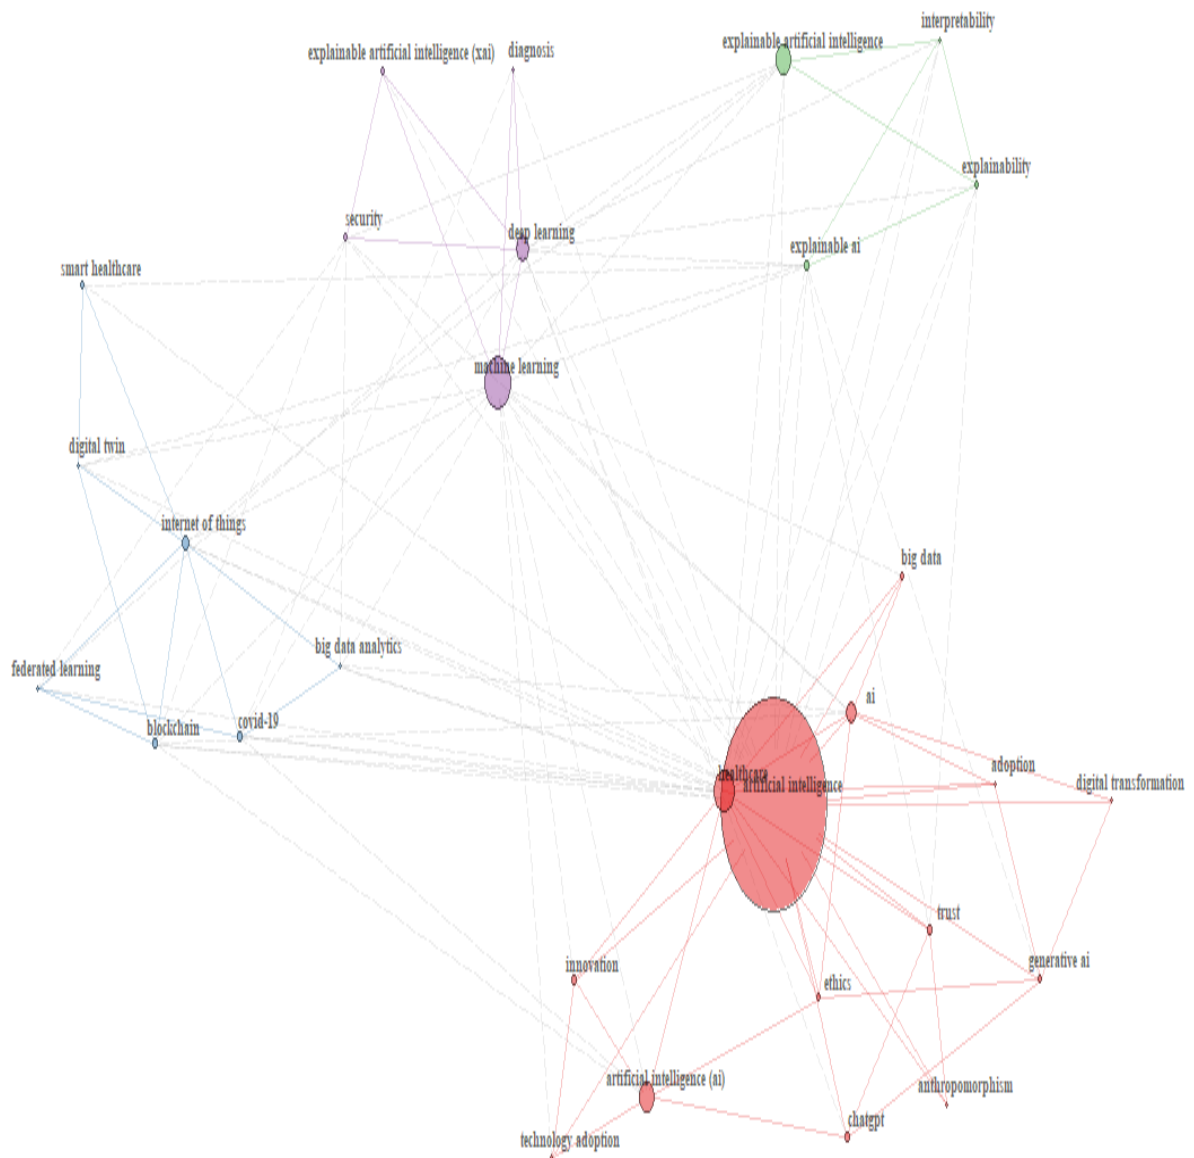 interpretability
explainable artificial intelligence
explainable artificial intelligence (xai)
diagnosis
explainability
security
deep learning
explainable ai
smart healthcare
machine learning
digital twin
internet of things
big data
big data analytics
federated learning
ai
covid-19
blockchain
adoption
healthcare
digital transformation
artificial intelligence
trust
generative ai
innovation
ethics
artificial intelligence (ai)
anthropomorphism
chatgpt
technology adoption